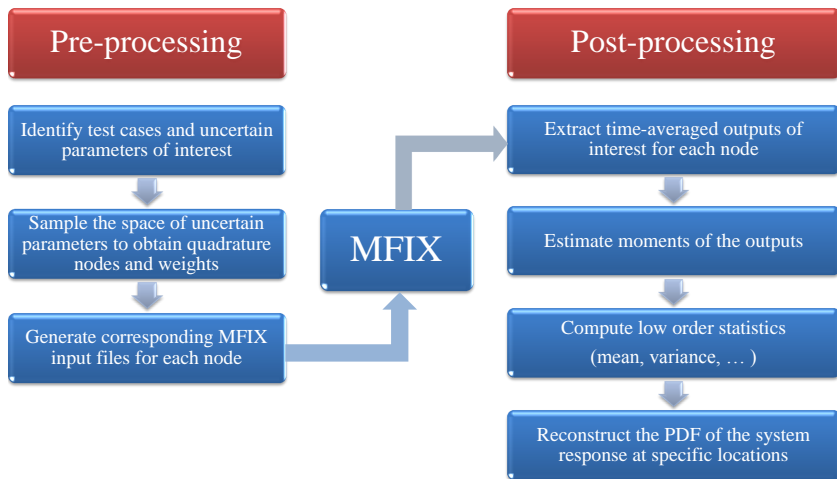 Pre-processing
Identify test cases and uncertain
parameters of interest
Sample the space of uncertain
parameters to obtain quadrature
nodes and weights
Generate corresponding MFIX
input files for each node
MFIX
Post-processing
Extract time-averaged outputs of
interest for each node
Estimate moments of the outputs
Compute low order statistics
(mean, variance, … )
Reconstruct the PDF of the system
response at specific locations